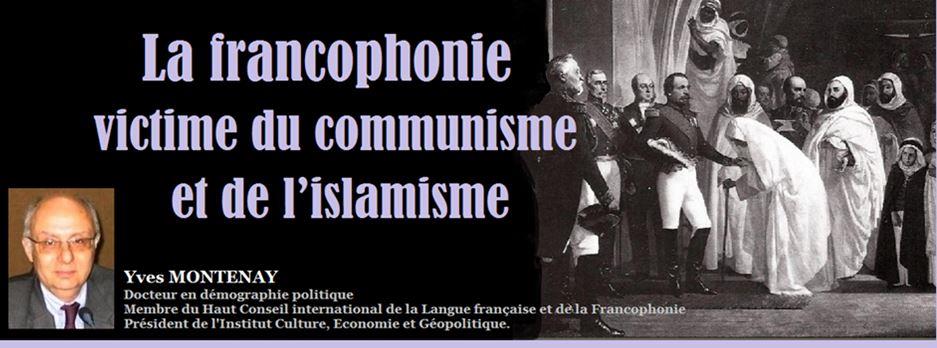 La francophonie
victime du communisme
et de l'islamisme
Yves MONTENAY
Docteur en démographie politique
Membre du Haut Conseil international de la Langue française et de la Francophonie
Président de l'Institut Culture, Economie et Géopolitique.